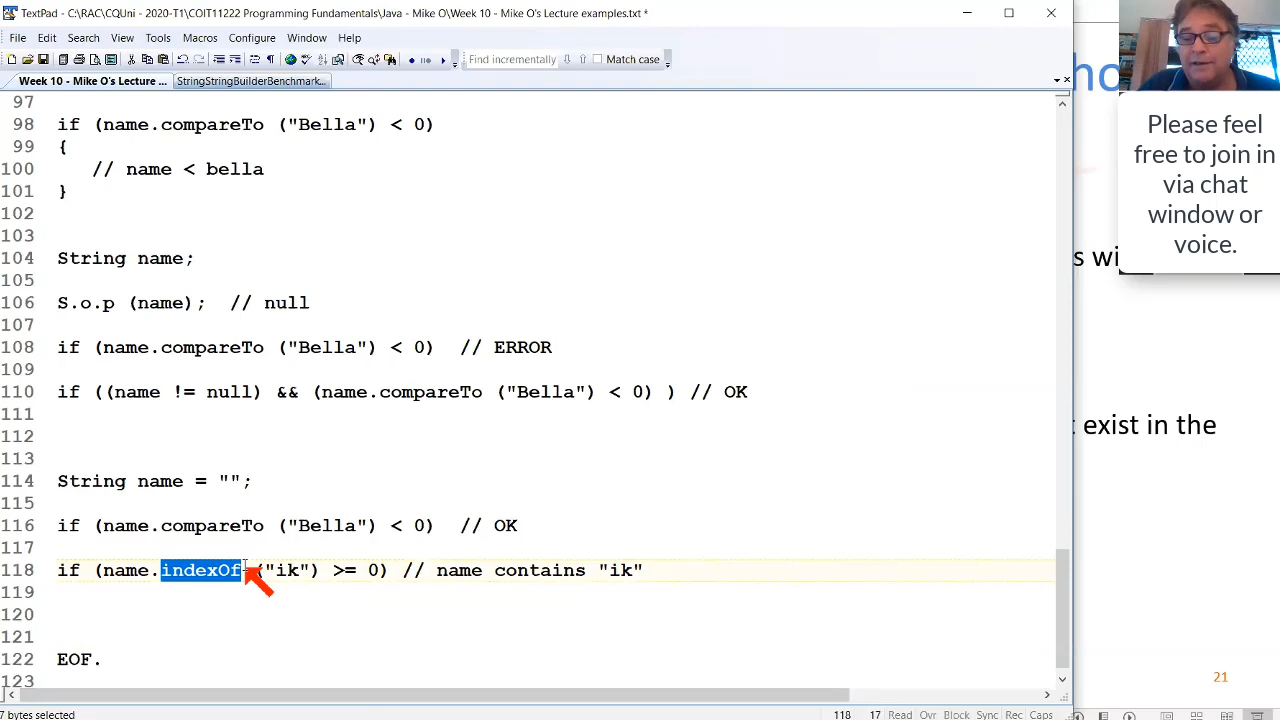 TextPad - C:\RAC\CQUni - 2020-T1\COIT11222 Programming Fundamentals\Java - Mike O\Week 10 - Mike O's Lecture examples.txt *
File Edit Search View Tools Macros Configure Window Help
Find incrementally Match case
Week 10 - Mike O's Lecture ... StringStringBuilderBenchmark...
97
98 if (name.compareTo ("Bella") < 0)
99 {
100 // name < bella
101 }
102
103
104 String name;
105
106 S.o.p (name); // null
107
108 if (name.compareTo ("Bella") < 0) // ERROR
109
110 if ((name != null) && (name.compareTo ("Bella") < 0) ) // OK
111
112
113
114 String name = "";
115
116 if (name.compareTo ("Bella") < 0) // OK
117
118 if (name.indexOf ("ik") >= 0) // name contains "ik"
119
120
121
122 EOF.
123
7 bytes selected 118 17 Read Ovr Block Sync Rec Caps
Please feel
free to join in
via chat
window or
voice.
exist in the
21